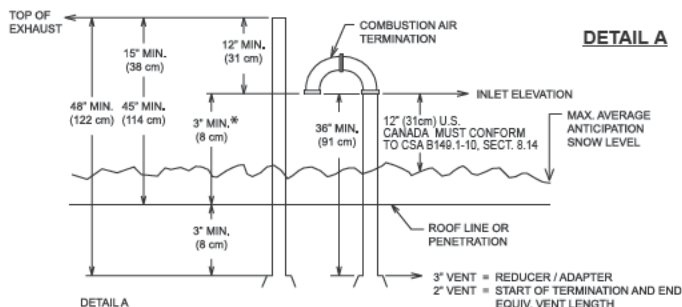 TOP OF
EXHAUST
COMBUSTION AIR
TERMINATION
DETAIL A
15" MIN.
(38 cm)
12" MIN.
(31 cm)
INLET ELEVATION
48" MIN.
(122 cm)
45" MIN.
(114 cm)
3" MIN.*
(8 cm)
36" MIN.
(91 cm)
12" (31cm) U.S.
CANADA MUST CONFORM
TO CSA B149.1-10, SECT. 8.14
MAX. AVERAGE
ANTICIPATION
SNOW LEVEL
3" MIN.
(8 cm)
ROOF LINE OR
PENETRATION
3" VENT = REDUCER / ADAPTER
2" VENT = START OF TERMINATION AND END
EQUIV. VENT LENGTH
DETAIL A